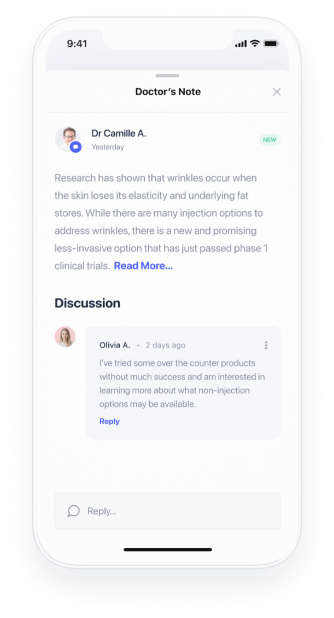 9:41
Doctor's Note
Dr Camille A.
Yesterday
NEW
Research has shown that wrinkles occur when
the skin loses its elasticity and underlying fat
stores. While there are many injection options to
address wrinkles, there is a new and promising
less-invasive option that has just passed phase 1
clinical trials. Read More...
Discussion
Olivia A. • 2 days ago
I've tried some over the counter products
without much success and am interested in
learning more about what non-injection
options may be available.
Reply
Reply...